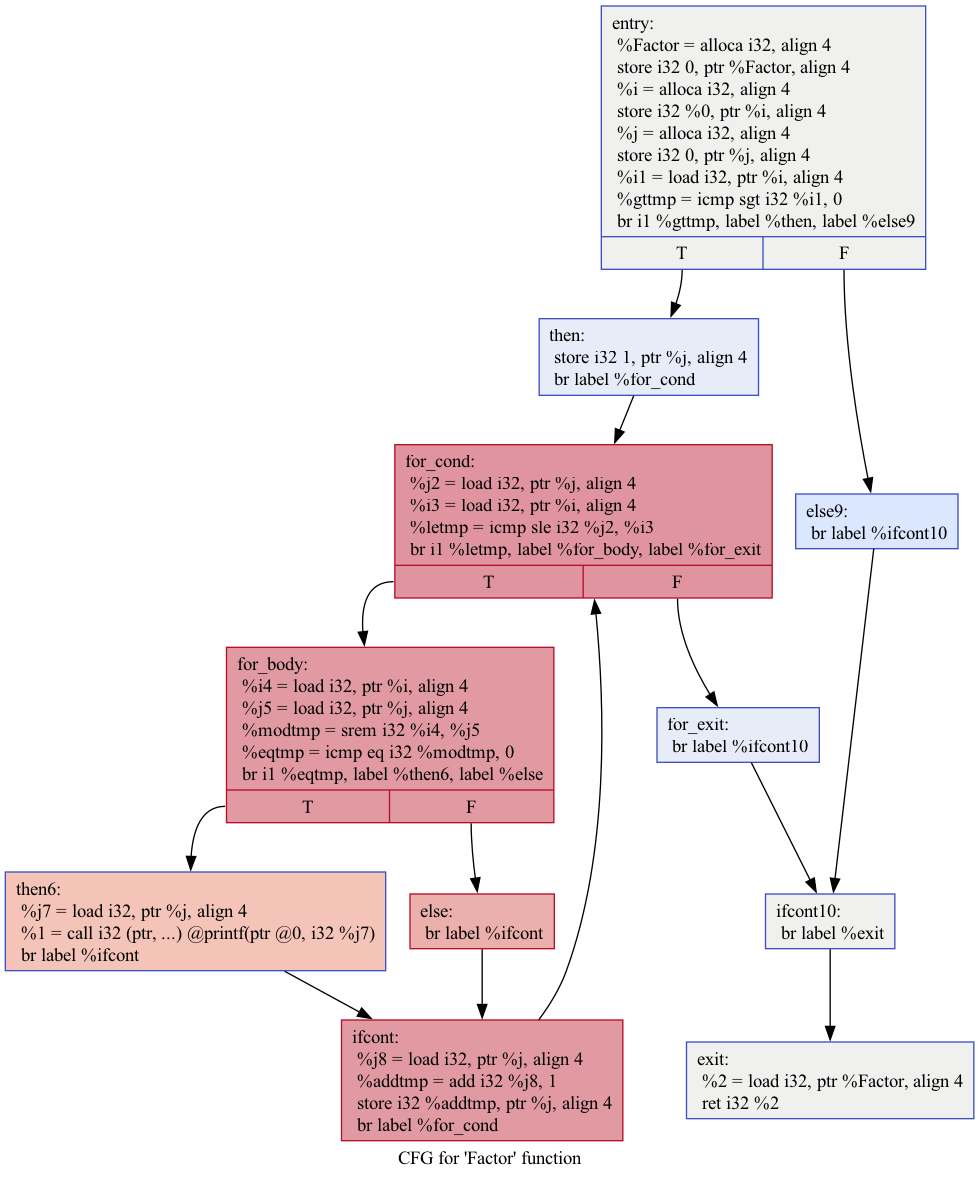 entry:
%Factor = alloca i32, align 4
store i32 0, ptr %Factor, align 4
%i = alloca i32, align 4
store i32 %0, ptr %i, align 4
%j = alloca i32, align 4
store i32 0, ptr %j, align 4
%i1 = load i32, ptr %i, align 4
%gttmp = icmp sgt i32 %i1, 0
br i1 %gttmp, label %then, label %else9
T
F
then:
store i32 1, ptr %j, align 4
br label %for_cond
for_cond:
%j2 = load i32, ptr %j, align 4
%i3 = load i32, ptr %i, align 4
%letmp = icmp sle i32 %j2, %i3
br i1 %letmp, label %for_body, label %for_exit
T
F
else9:
br label %ifcont10
for_body:
%i4 = load i32, ptr %i, align 4
%j5 = load i32, ptr %j, align 4
%modtmp = srem i32 %i4, %j5
%eqtmp = icmp eq i32 %modtmp, 0
br i1 %eqtmp, label %then6, label %else
T
F
for_exit:
br label %ifcont10
then6:
%j7 = load i32, ptr %j, align 4
%1 = call i32 (ptr, ...) @printf(ptr @0, i32 %j7)
br label %ifcont
else:
br label %ifcont
ifcont10:
br label %exit
ifcont:
%j8 = load i32, ptr %j, align 4
%addtmp = add i32 %j8, 1
store i32 %addtmp, ptr %j, align 4
br label %for_cond
exit:
%2 = load i32, ptr %Factor, align 4
ret i32 %2
CFG for 'Factor' function